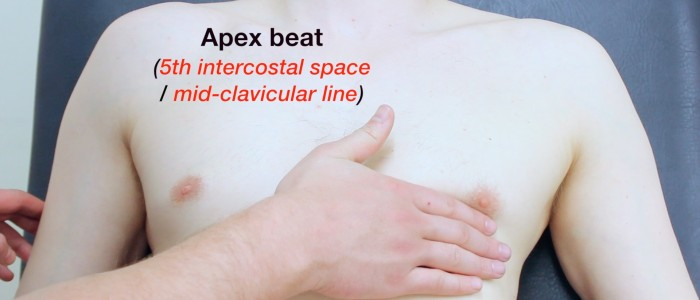 Apex beat
(5th intercostal space
/ mid-clavicular line)